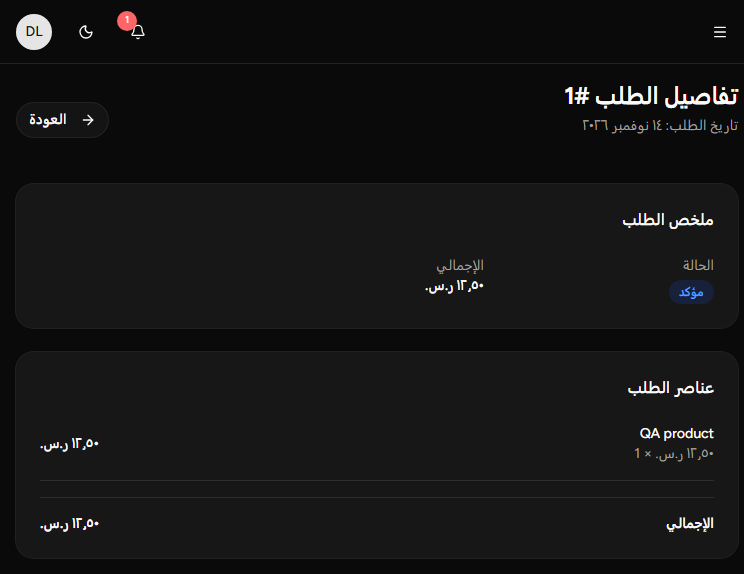 DL
1
تفاصيل الطلب #1
تاريخ الطلب: ١٤ نوفمبر ٢٠٢٦
العودة
ملخص الطلب
الحالة
مؤكد
الإجمالي
١٢٫٥٠ ر.س.
عناصر الطلب
QA product
١٢٫٥٠ ر.س. × 1
١٢٫٥٠ ر.س.
الإجمالي
١٢٫٥٠ ر.س.